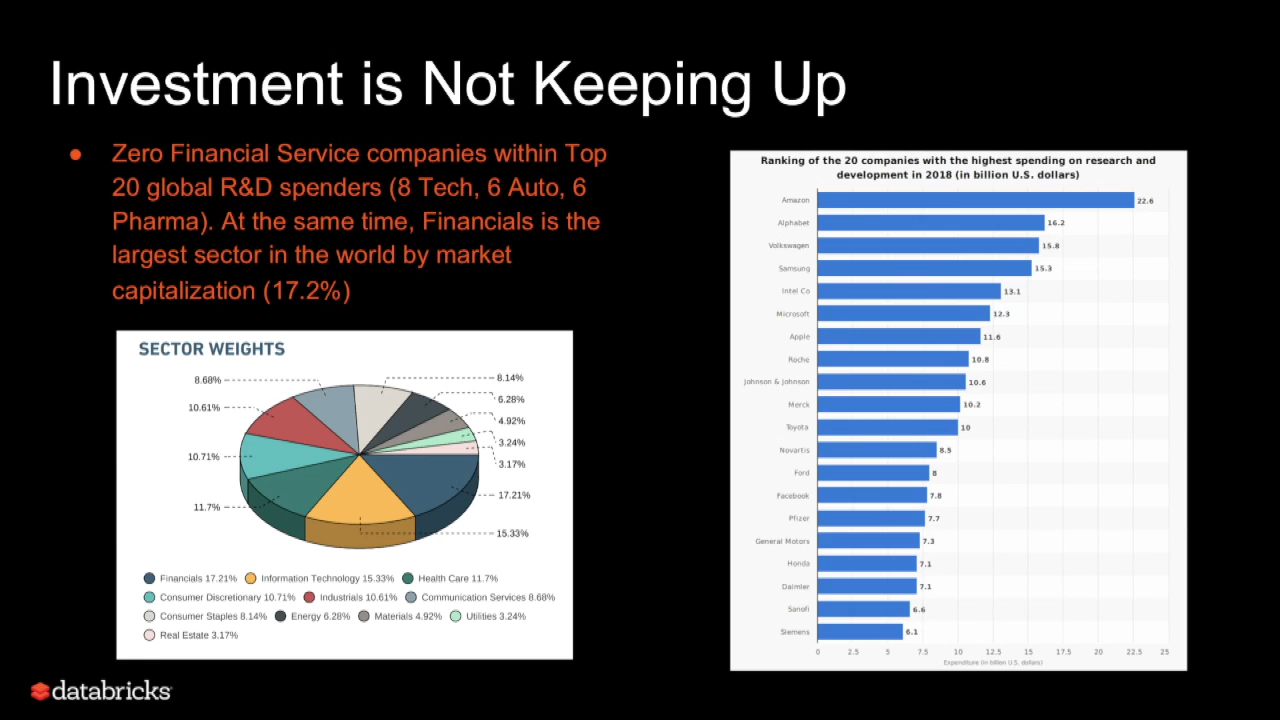 Investment is Not Keeping Up
● Zero Financial Service companies within Top
20 global R&D spenders (8 Tech, 6 Auto, 6
Pharma). At the same time, Financials is the
largest sector in the world by market
capitalization (17.2%)
SECTOR WEIGHTS
8.68%
10.61%
10.71%
11.7%
8.14%
6.28%
4.92%
3.24%
3.17%
17.21%
15.33%
Financials 17.21% Information Technology 15.33% Health Care 11.7%
Consumer Discretionary 10.71% Industrials 10.61% Communication Services 8.68%
Consumer Staples 8.14% Energy 6.28% Materials 4.92% Utilities 3.24%
Real Estate 3.17%
Ranking of the 20 companies with the highest spending on research and
development in 2018 (in billion U.S. dollars)
Amazon 22.6
Alphabet 16.2
Volkswagen 15.8
Samsung 15.3
Intel Co 13.1
Microsoft 12.3
Apple 11.6
Roche 10.8
Johnson & Johnson 10.6
Merck 10.2
Toyota 10
Novartis 8.5
Ford 8
Facebook 7.8
Pfizer 7.7
General Motors 7.3
Honda 7.1
Daimler 7.1
Sanofi 6.6
Siemens 6.1
0 2.5 5 7.5 10 12.5 15 17.5 20 22.5 25
Expenditure (in billion U.S. dollars)
databricks